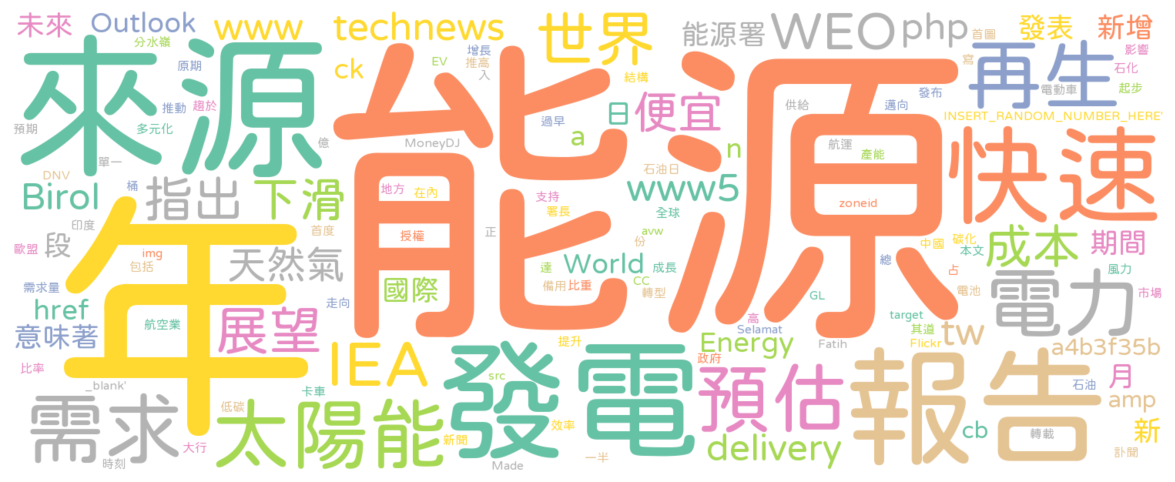 未來
Outlook
www
technews
世界
能源署
WEO
php
首圖
發表
新增
分水嶺
原期
增長
推高
入
ck
EV
結構
寫
影響
石化
起步
來源
能源
再生
推動
趨於
過早
日
便宜
供給
邁向
發布
電動車
INSERT_RANDOM_NUMBER_HERE'
預期
多元化
單一
億
MoneyDJ
a
n
航運
產能
快速
DNV
桶
Birol
指出
下滑
地方
在內
支持
石油日
www5
zoneid
印度
首度
署長
全球
年
段
歐盟
img
包括
天然氣
授權
正
avw
份
達
World
成長
CC
備用
比重
轉型
總
中國
碳化
本文
成本
期間
占
風力
需求量
href
航空業
走向
國際
GL
電池
電力
市場
意味著
展望
高
Selamat
target
其道
Flickr
tw
提升
Energy
Fatih
a4b3f35b
比率
IEA
發電
政府
_blank'
卡車
src
預估
報告
石油
月
amp
需求
低碳
太陽能
新聞
效率
delivery
cb
轉載
新
大行
時刻
Made
一半
訃聞